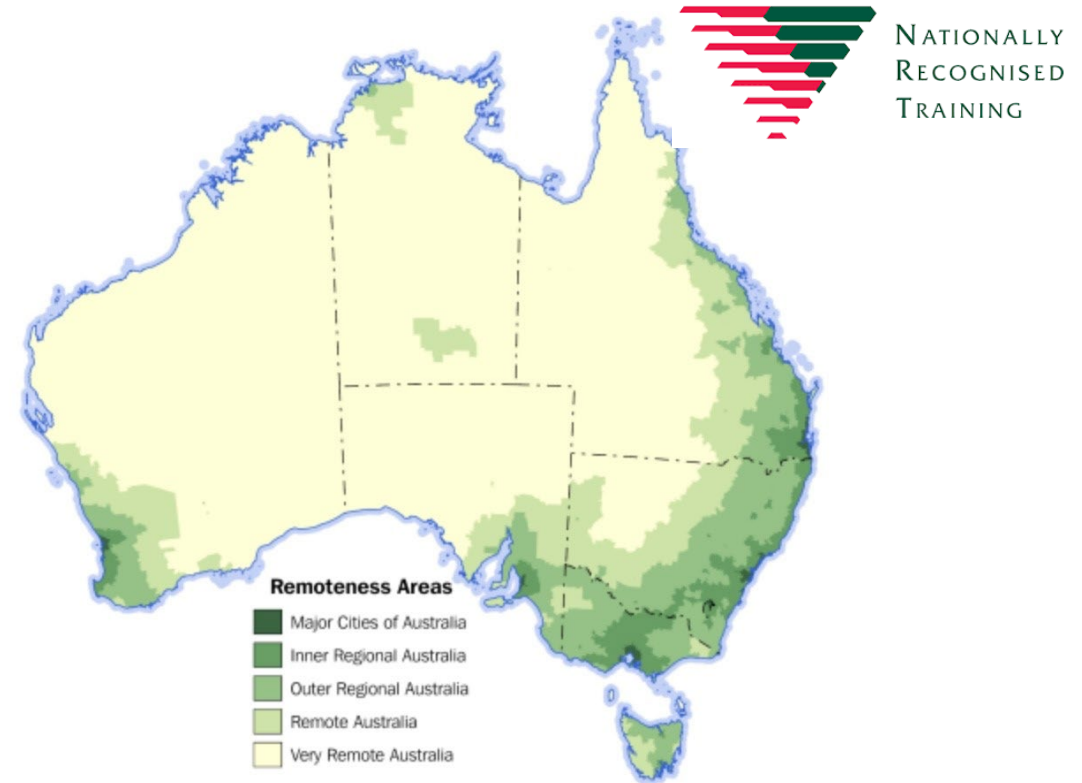 NATIONALLY
RECOGNISED
TRAINING
Remoteness Areas
Major Cities of Australia
Inner Regional Australia
Outer Regional Australia
Remote Australia
Very Remote Australia